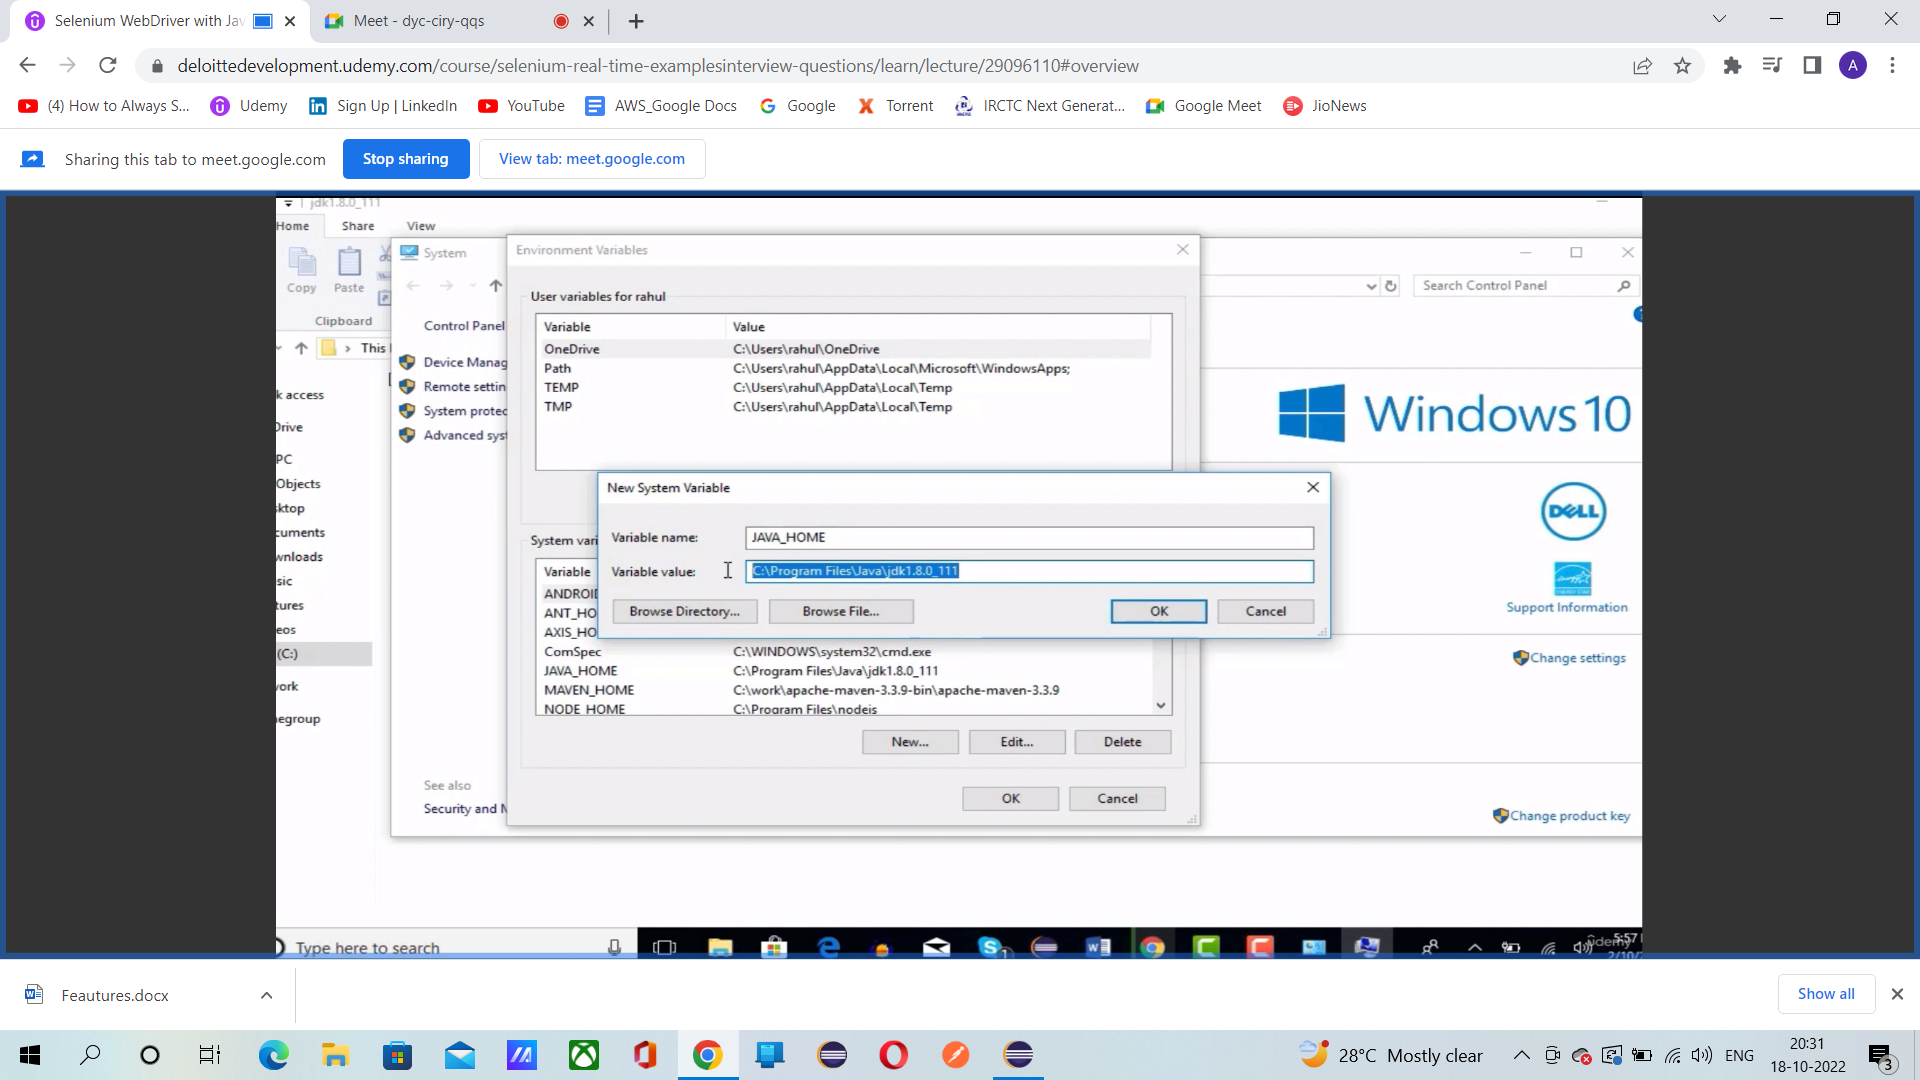 Selenium WebDriver with Jav
Meet - dyc-ciry-qqs
deloittedevelopment.udemy.com/course/selenium-real-time-examplesinterview-questions/learn/lecture/29096110#overview
A
(4) How to Always S...
Udemy
Sign Up | LinkedIn
YouTube
AWS_Google Docs
Google
Torrent
IRCTC Next Generat...
Google Meet
JioNews
Sharing this tab to meet.google.com
Stop sharing
View tab: meet.google.com
jdk1.8.0_111
Home
Share
View
Copy
Paste
Clipboard
This
System
Search Control Panel
Control Panel
Device Manag
Remote settin
System protec
Advanced syst
k access
Drive
PC
Objects
sktop
cuments
wnloads
sic
tures
eos
(C:)
ork
negroup
See also
Security and M
Environment Variables
User variables for rahul
Variable Value
OneDrive C:\Users\rahul\OneDrive
Path C:\Users\rahul\AppData\Local\Microsoft\WindowsApps;
TEMP C:\Users\rahul\AppData\Local\Temp
TMP C:\Users\rahul\AppData\Local\Temp
New System Variable
Variable name: JAVA_HOME
Variable value: C:\Program Files\Java\jdk1.8.0_111
Browse Directory... Browse File... OK Cancel
System vari
Variable
ANDROID
ANT_HO
AXIS_HO
ComSpec C:\WINDOWS\system32\cmd.exe
JAVA_HOME C:\Program Files\Java\jdk1.8.0_111
MAVEN_HOME C:\work\apache-maven-3.3.9-bin\apache-maven-3.3.9
NODE_HOME C:\Program Files\nodejs
New... Edit... Delete
OK Cancel
Windows 10
DELL
Support Information
Change settings
Change product key
Type here to search
udemy
5:57
2/10/2
Feautures.docx
Show all
28°C Mostly clear
ENG
20:31
18-10-2022
3